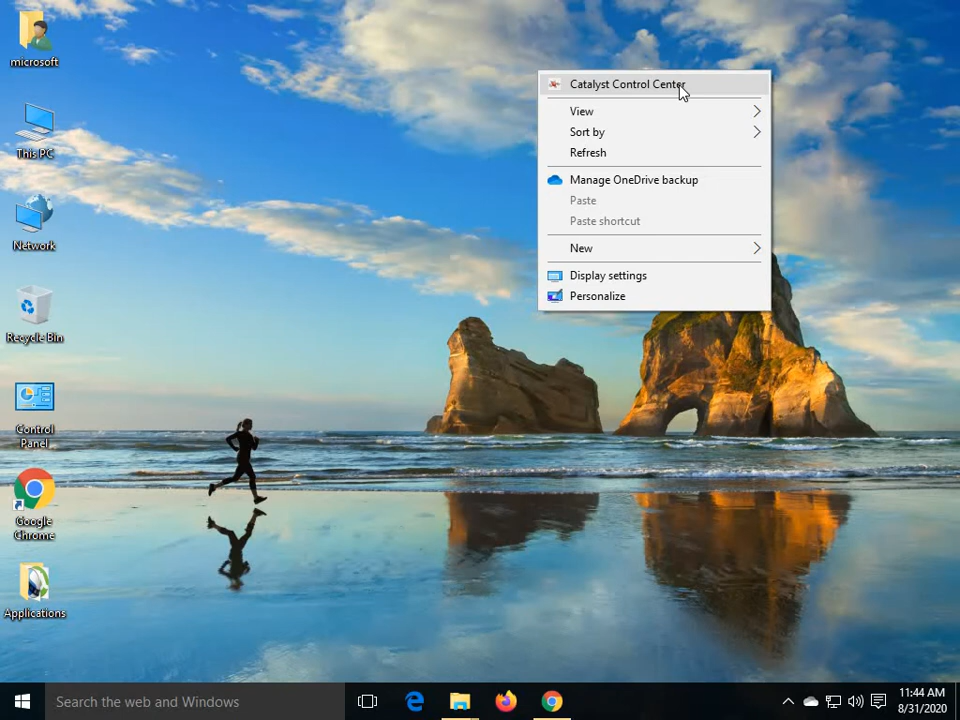 microsoft
This PC
Network
Recycle Bin
Control
Panel
Google
Chrome
Applications
Catalyst Control Center
View
Sort by
Refresh
Manage OneDrive backup
Paste
Paste shortcut
New
Display settings
Personalize
Search the web and Windows
11:44 AM
8/31/2020